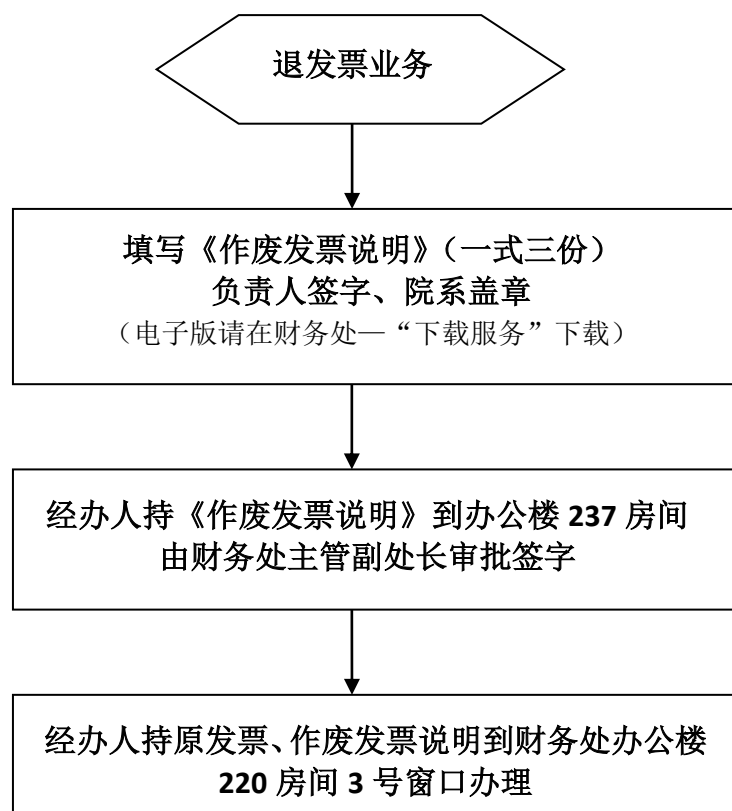 退发票业务
填写《作废发票说明》（一式三份）
负责人签字、院系盖章
（电子版请在财务处—“下载服务”下载）
经办人持《作废发票说明》到办公楼 237 房间
由财务处主管副处长审批签字
经办人持原发票、作废发票说明到财务处办公楼
220 房间 3 号窗口办理